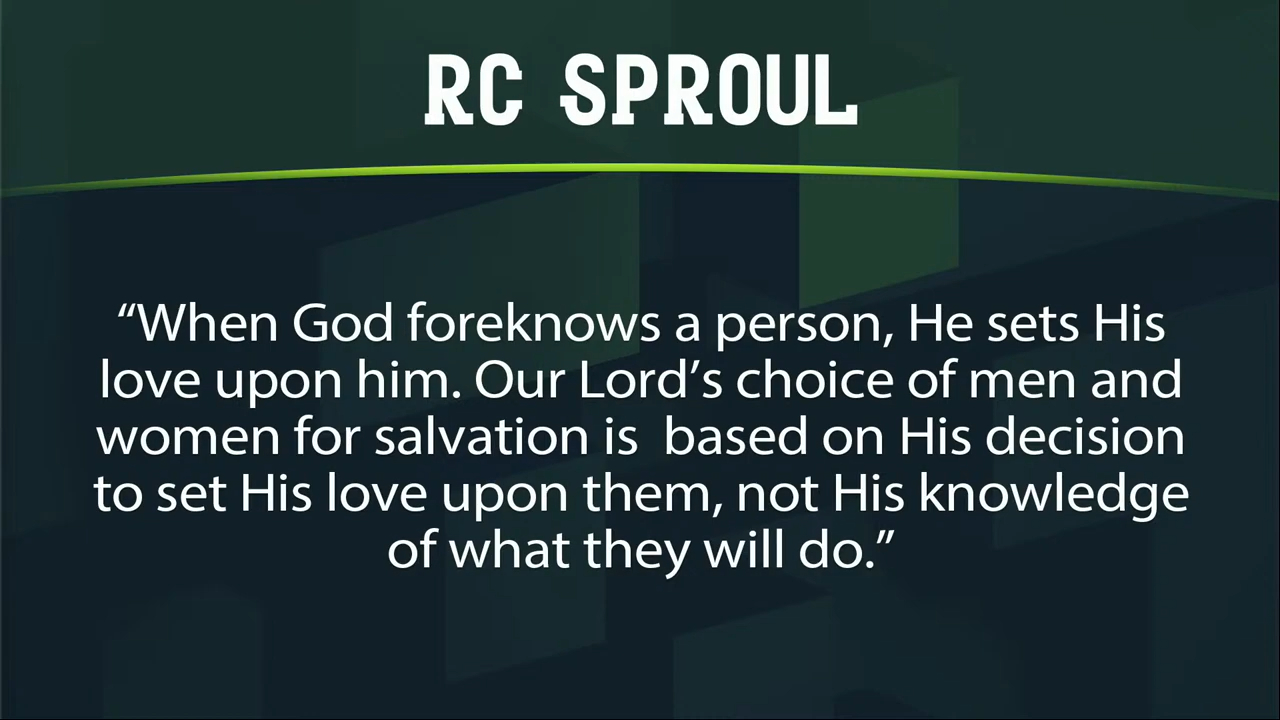 RC SPROUL
“When God foreknows a person, He sets His
love upon him. Our Lord’s choice of men and
women for salvation is  based on His decision
to set His love upon them, not His knowledge
of what they will do.”